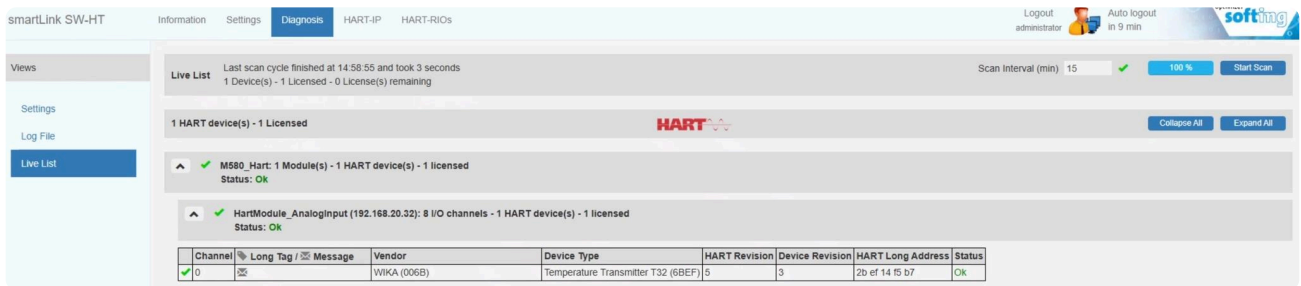 smartLink SW-HT
Information Settings Diagnosis HART-IP HART-RIOs
Logout
administrator
Auto logout
in 9 min
softing
Views
Settings
Log File
Live List
Live List
Last scan cycle finished at 14:58:55 and took 3 seconds
1 Device(s) - 1 Licensed - 0 License(s) remaining
Scan Interval (min) 15 100 % Start Scan
1 HART device(s) - 1 Licensed HART Collapse All Expand All
M580_Hart: 1 Module(s) - 1 HART device(s) - 1 licensed
Status: Ok
HartModule_AnalogInput (192.168.20.32): 8 I/O channels - 1 HART device(s) - 1 licensed
Status: Ok
Channel Long Tag / Message Vendor Device Type HART Revision Device Revision HART Long Address Status
0 WIKA (006B) Temperature Transmitter T32 (6BEF) 5 3 2b ef 14 f5 b7 Ok